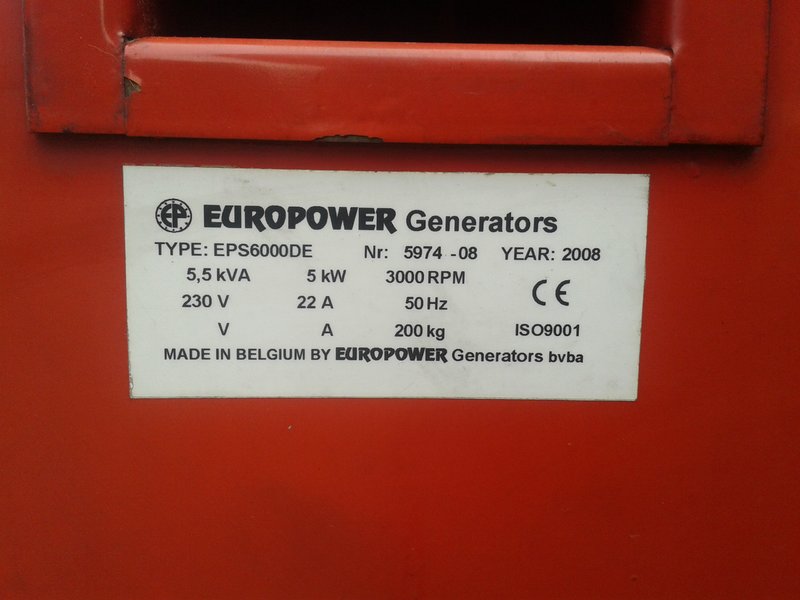 EP EUROPOWER Generators
TYPE: EPS6000DE Nr: 5974 -08 YEAR: 2008
5,5 kVA 5 kW 3000 RPM
230 V 22 A 50 Hz CE
V A 200 kg ISO9001
MADE IN BELGIUM BY EUROPOWER Generators bvba